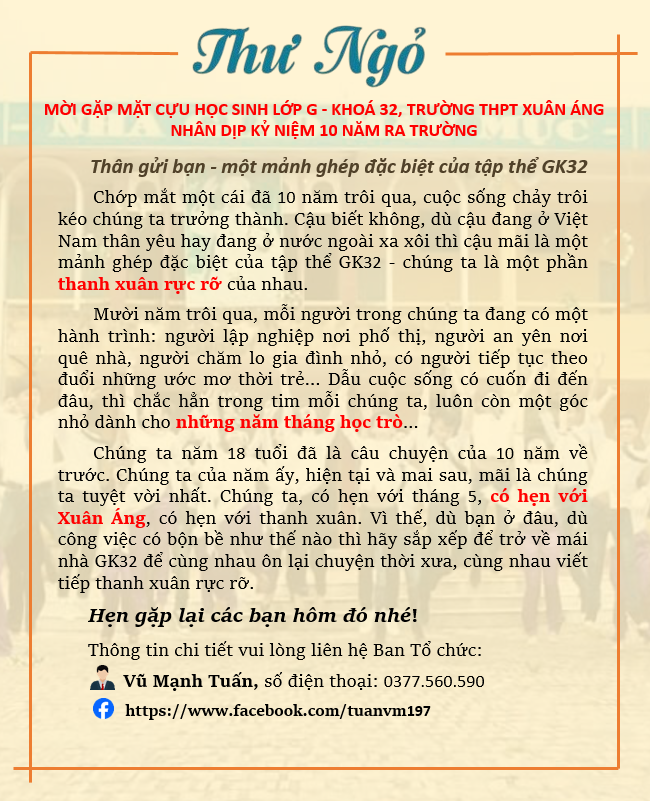 Thư Ngỏ
MỜI GẶP MẶT CỰU HỌC SINH LỚP G - KHOÁ 32, TRƯỜNG THPT XUÂN ÁNG
NHÂN DỊP KỶ NIỆM 10 NĂM RA TRƯỜNG
Thân gửi bạn - một mảnh ghép đặc biệt của tập thể GK32
Chớp mắt một cái đã 10 năm trôi qua, cuộc sống chảy trôi
kéo chúng ta trưởng thành. Cậu biết không, dù cậu đang ở Việt
Nam thân yêu hay đang ở nước ngoài xa xôi thì cậu mãi là một
mảnh ghép đặc biệt của tập thể GK32 - chúng ta là một phần
thanh xuân rực rỡ của nhau.
Mười năm trôi qua, mỗi người trong chúng ta đang có một
hành trình: người lập nghiệp nơi phố thị, người an yên nơi
quê nhà, người chăm lo gia đình nhỏ, có người tiếp tục theo
đuổi những ước mơ thời trẻ... Dẫu cuộc sống có cuốn đi đến
đâu, thì chắc hẳn trong tim mỗi chúng ta, luôn còn một góc
nhỏ dành cho những năm tháng học trò...
Chúng ta năm 18 tuổi đã là câu chuyện của 10 năm về
trước. Chúng ta của năm ấy, hiện tại và mai sau, mãi là chúng
ta tuyệt vời nhất. Chúng ta, có hẹn với tháng 5, có hẹn với
Xuân Áng, có hẹn với thanh xuân. Vì thế, dù bạn ở đâu, dù
công việc có bộn bề như thế nào thì hãy sắp xếp để trở về mái
nhà GK32 để cùng nhau ôn lại chuyện thời xưa, cùng nhau viết
tiếp thanh xuân rực rỡ.
Hẹn gặp lại các bạn hôm đó nhé!
Thông tin chi tiết vui lòng liên hệ Ban Tổ chức:
Vũ Mạnh Tuấn, số điện thoại: 0377.560.590
https://www.facebook.com/tuanvm197